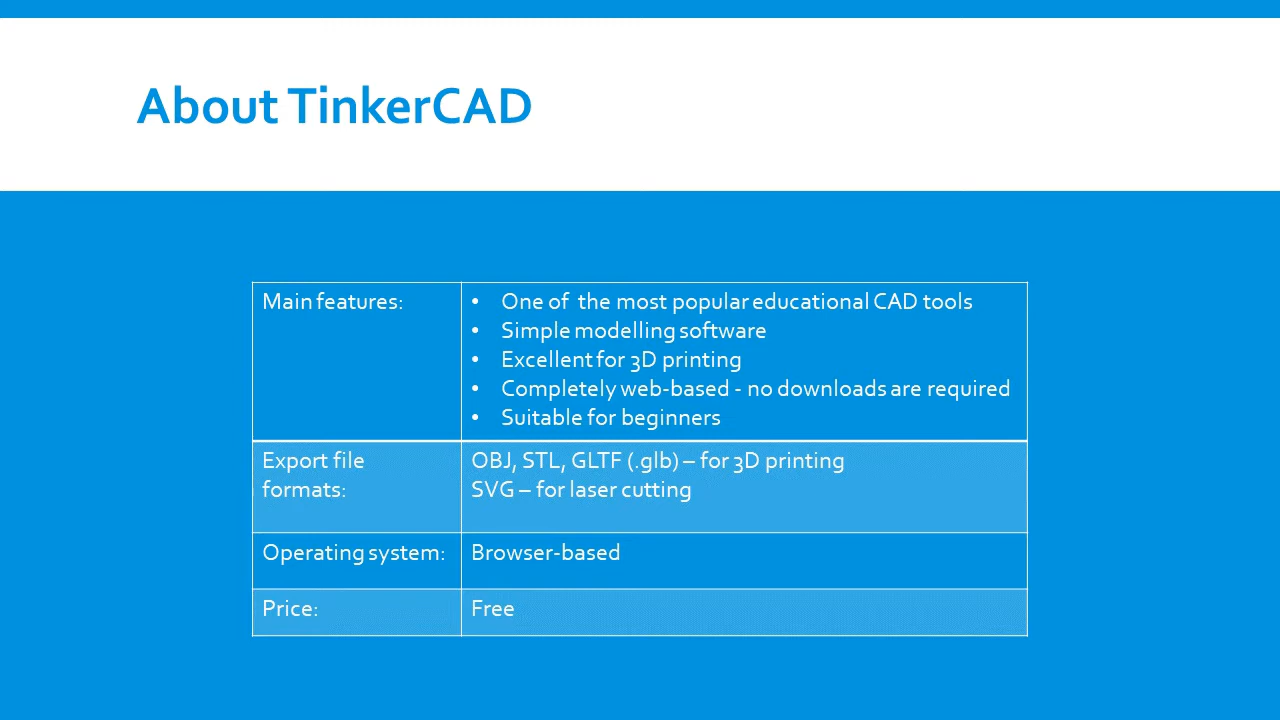 About TinkerCAD
Main features:
• One of the most popular educational CAD tools
• Simple modelling software
• Excellent for 3D printing
• Completely web-based - no downloads are required
• Suitable for beginners
Export file
formats:
OBJ, STL, GLTF (.glb) – for 3D printing
SVG – for laser cutting
Operating system:
Browser-based
Price:
Free